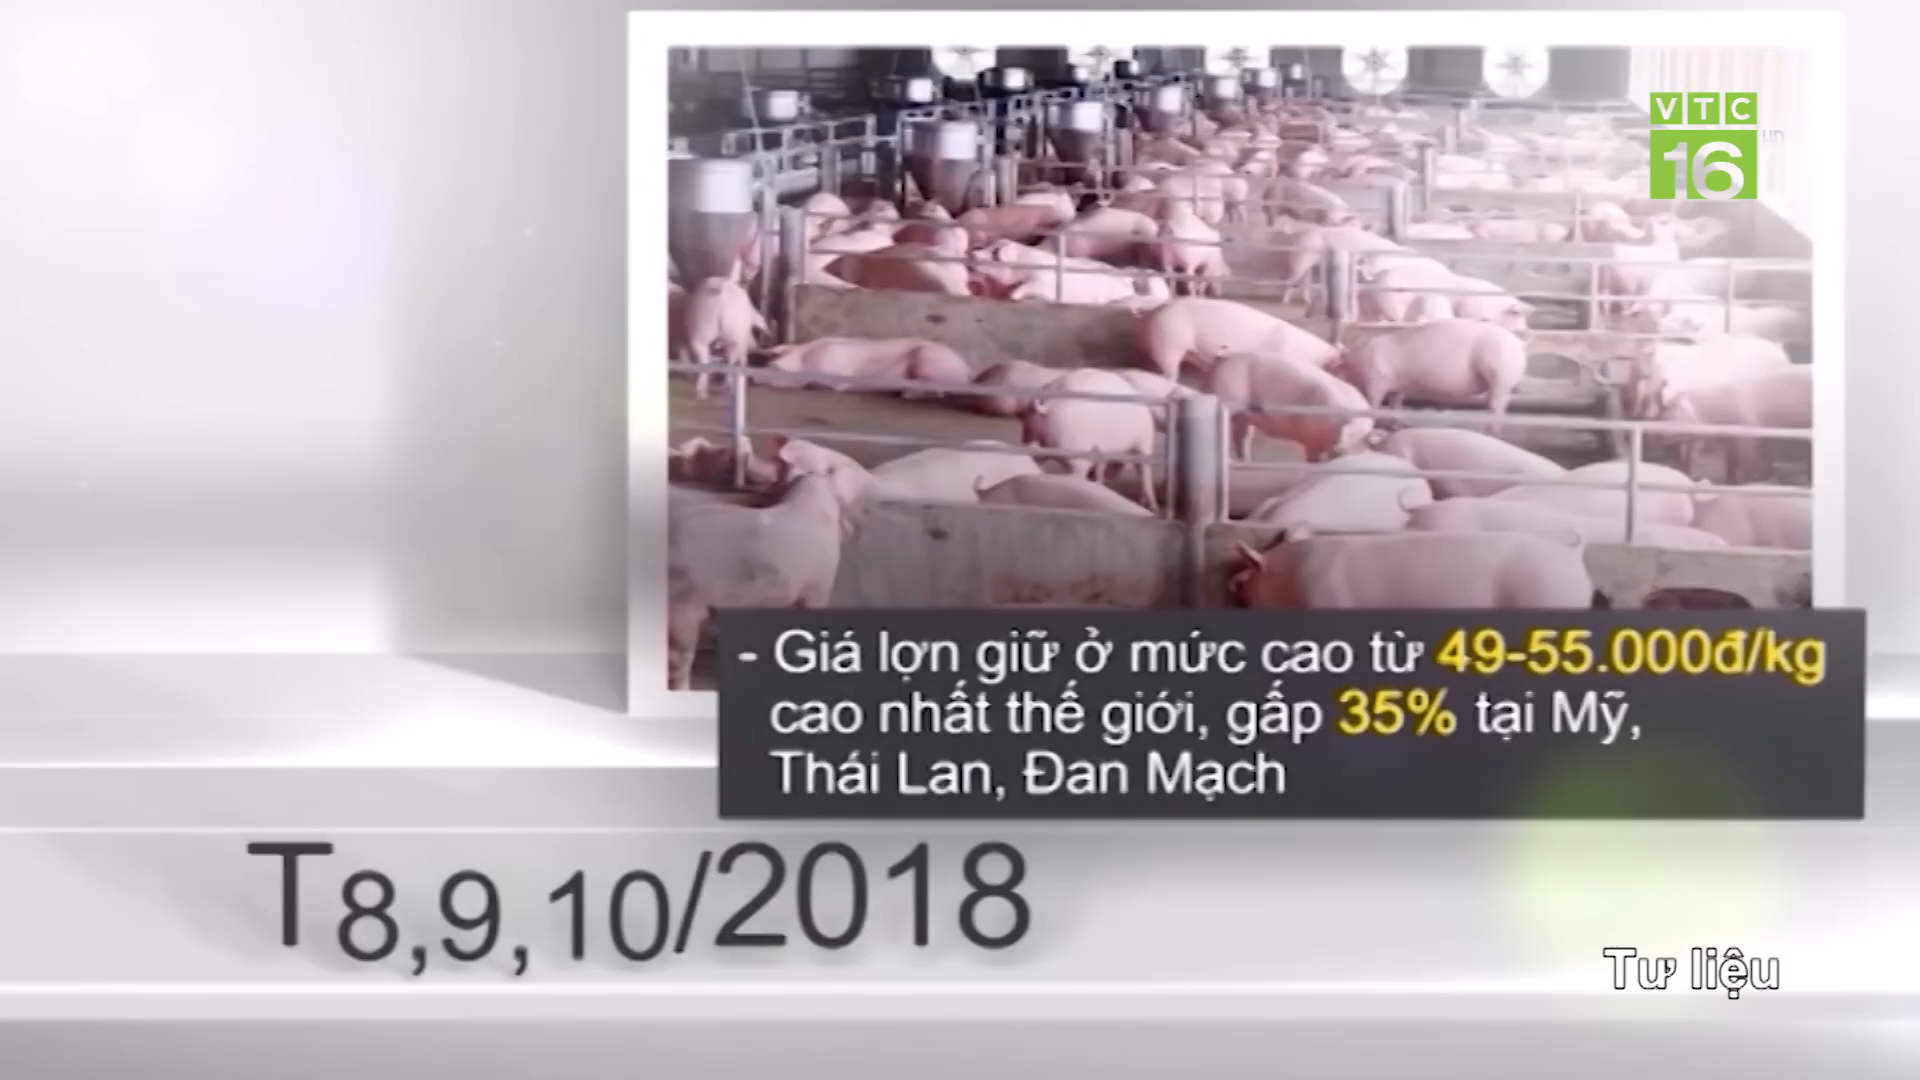 VTC
16
- Giá lợn giữ ở mức cao từ 49-55.000đ/kg
cao nhất thế giới, gấp 35% tại Mỹ,
Thái Lan, Đan Mạch
T8,9,10/2018
Tư liệu